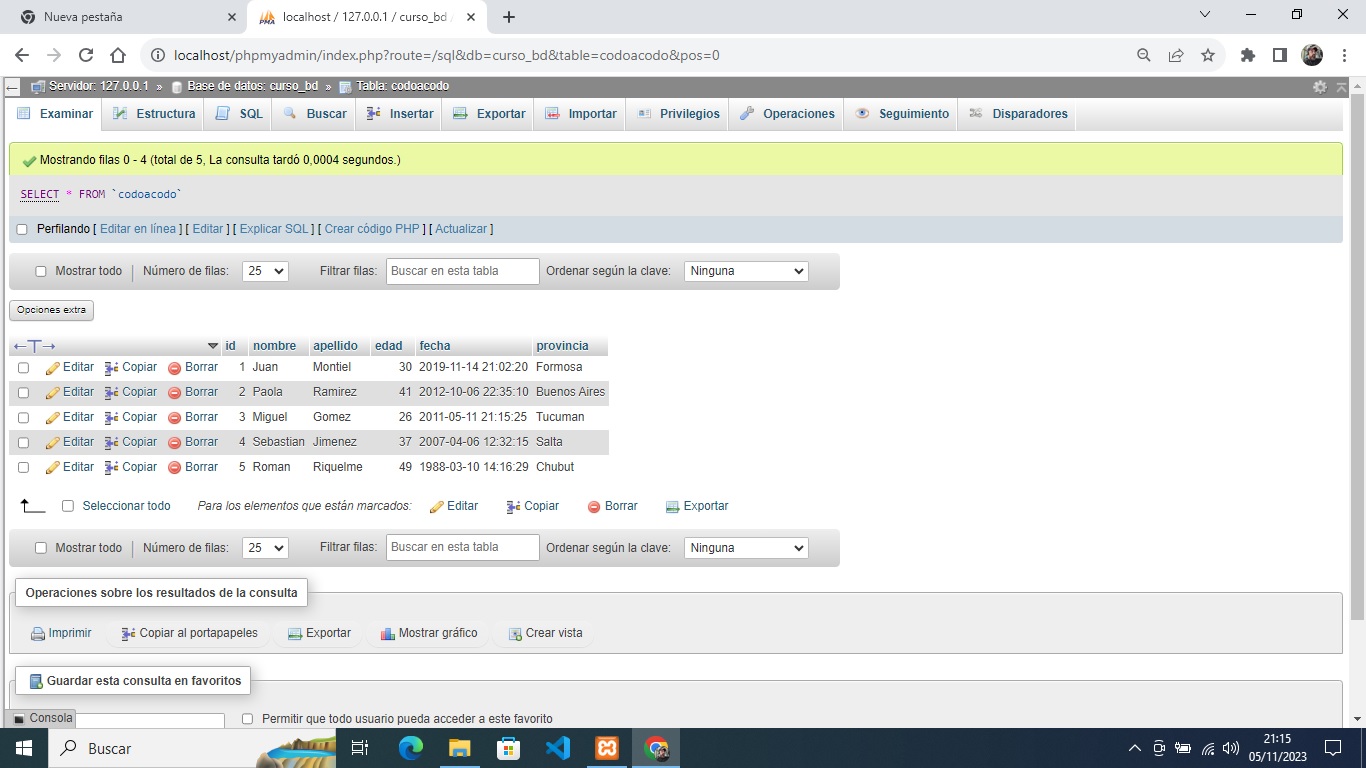 Nueva pestaña
localhost / 127.0.0.1 / curso_bd /
localhost/phpmyadmin/index.php?route=/sql&db=curso_bd&table=codoacodo&pos=0
Servidor: 127.0.0.1 » Base de datos: curso_bd » Tabla: codoacodo
Examinar Estructura SQL Buscar Insertar Exportar Importar Privilegios Operaciones Seguimiento Disparadores
Mostrando filas 0 - 4 (total de 5, La consulta tardó 0,0004 segundos.)
SELECT * FROM `codoacodo`
Perfilando [ Editar en línea ] [ Editar ] [ Explicar SQL ] [ Crear código PHP ] [ Actualizar ]
Mostrar todo Número de filas: 25 Filtrar filas: Buscar en esta tabla Ordenar según la clave: Ninguna
Opciones extra
←T→ id nombre apellido edad fecha provincia
Editar Copiar Borrar 1 Juan Montiel 30 2019-11-14 21:02:20 Formosa
Editar Copiar Borrar 2 Paola Ramirez 41 2012-10-06 22:35:10 Buenos Aires
Editar Copiar Borrar 3 Miguel Gomez 26 2011-05-11 21:15:25 Tucuman
Editar Copiar Borrar 4 Sebastian Jimenez 37 2007-04-06 12:32:15 Salta
Editar Copiar Borrar 5 Roman Riquelme 49 1988-03-10 14:16:29 Chubut
Seleccionar todo Para los elementos que están marcados: Editar Copiar Borrar Exportar
Mostrar todo Número de filas: 25 Filtrar filas: Buscar en esta tabla Ordenar según la clave: Ninguna
Operaciones sobre los resultados de la consulta
Imprimir Copiar al portapapeles Exportar Mostrar gráfico Crear vista
Guardar esta consulta en favoritos
Consola Permitir que todo usuario pueda acceder a este favorito
Buscar
21:15
05/11/2023